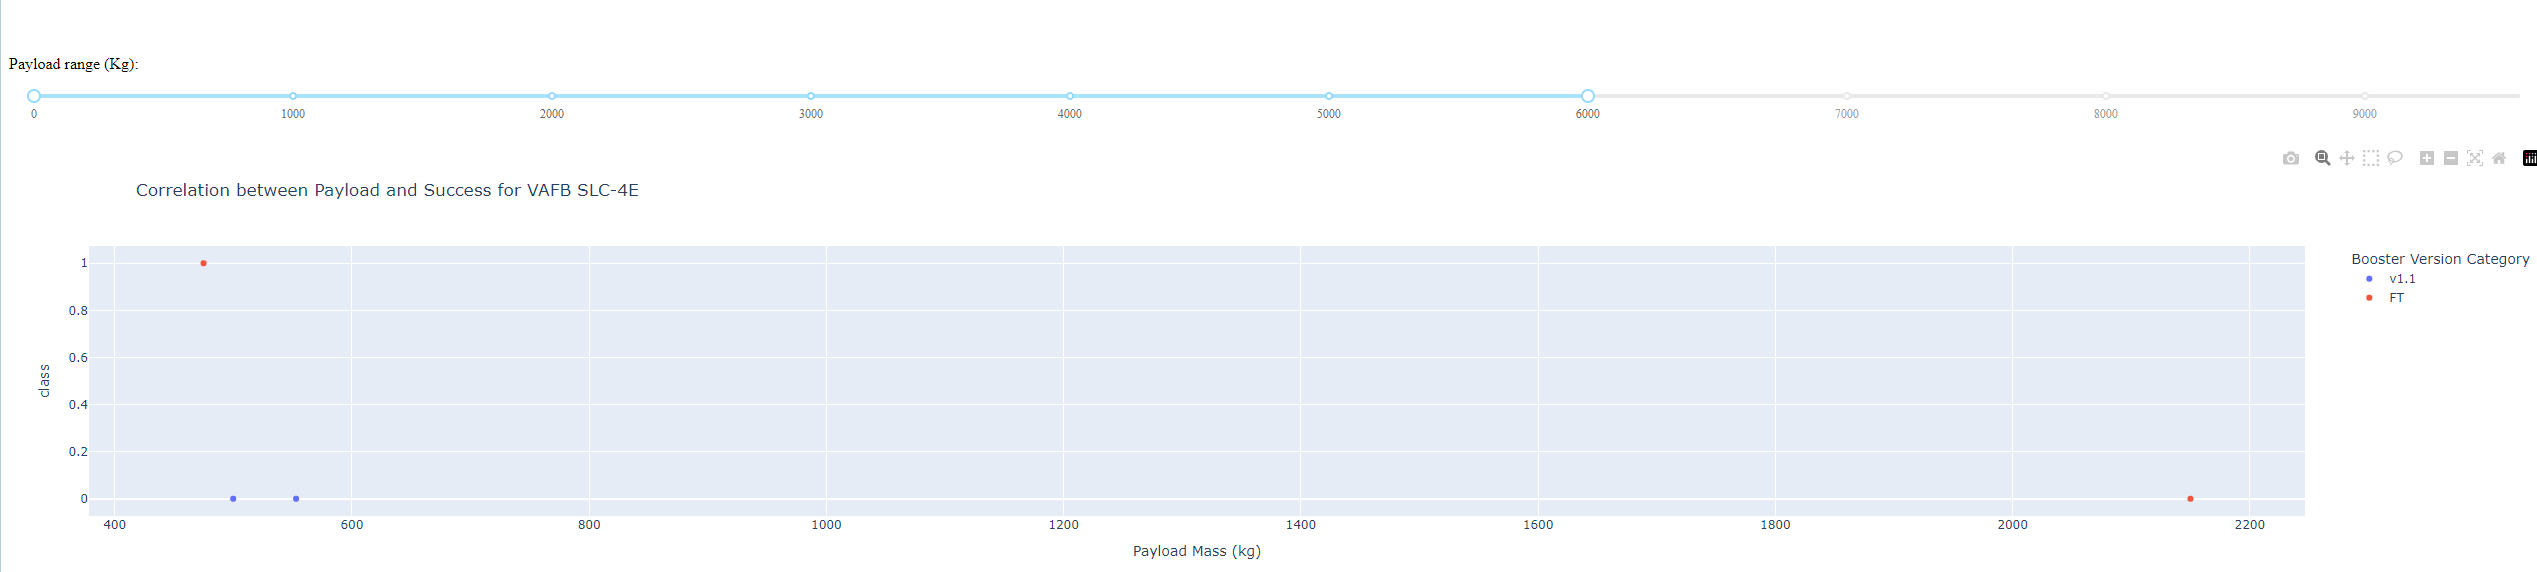 Payload range (Kg):
0 1000 2000 3000 4000 5000 6000 7000 8000 9000
Correlation between Payload and Success for VAFB SLC-4E
Booster Version Category
v1.1
FT
1
0.8
0.6
0.4
0.2
0
class
400 600 800 1000 1200 1400 1600 1800 2000 2200
Payload Mass (kg)